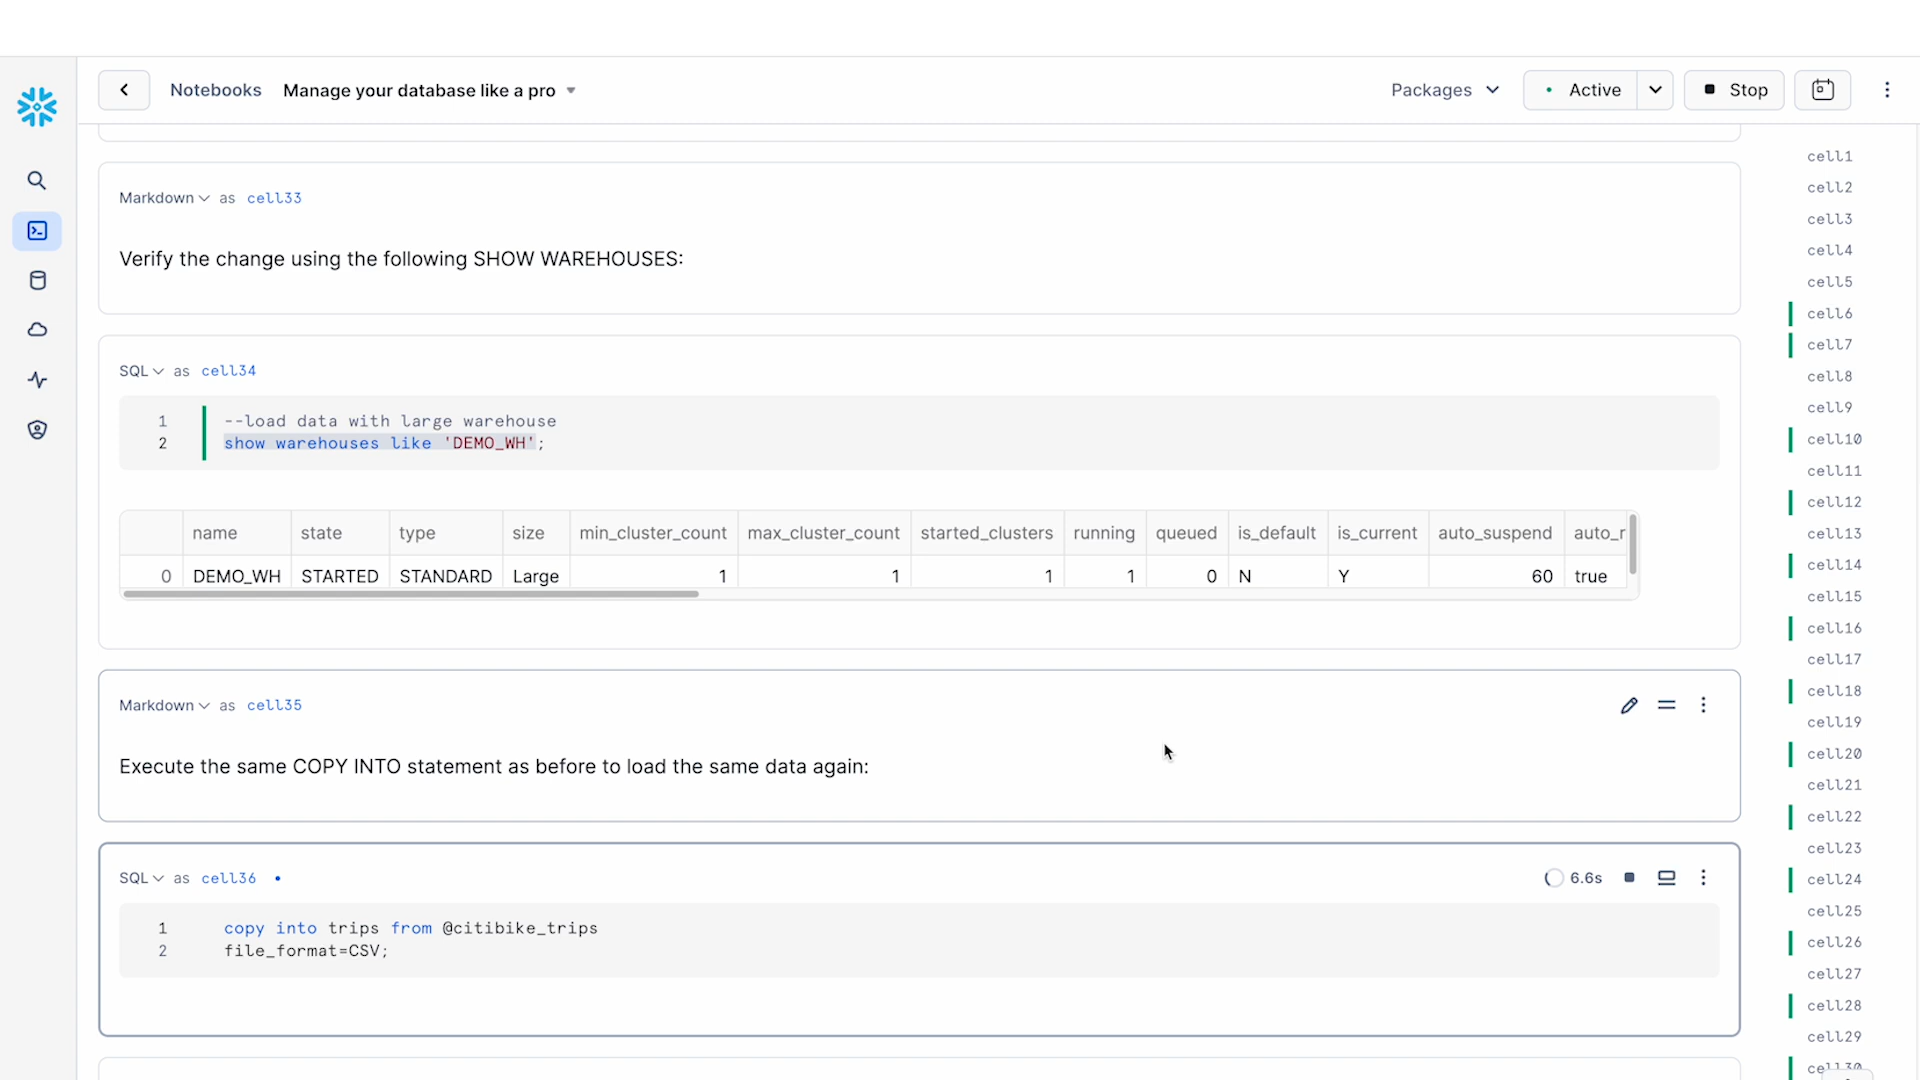 Notebooks Manage your database like a pro Packages Active Stop
Markdown as cell33
Verify the change using the following SHOW WAREHOUSES:
SQL as cell34
1 --load data with large warehouse
2 show warehouses like 'DEMO_WH';
name state type size min_cluster_count max_cluster_count started_clusters running queued is_default is_current auto_suspend auto_r
0 DEMO_WH STARTED STANDARD Large 1 1 1 1 0 N Y 60 true
Markdown as cell35
Execute the same COPY INTO statement as before to load the same data again:
SQL as cell36 6.6s
1 copy into trips from @citibike_trips
2 file_format=CSV;
cell1
cell2
cell3
cell4
cell5
cell6
cell7
cell8
cell9
cell10
cell11
cell12
cell13
cell14
cell15
cell16
cell17
cell18
cell19
cell20
cell21
cell22
cell23
cell24
cell25
cell26
cell27
cell28
cell29
cell30